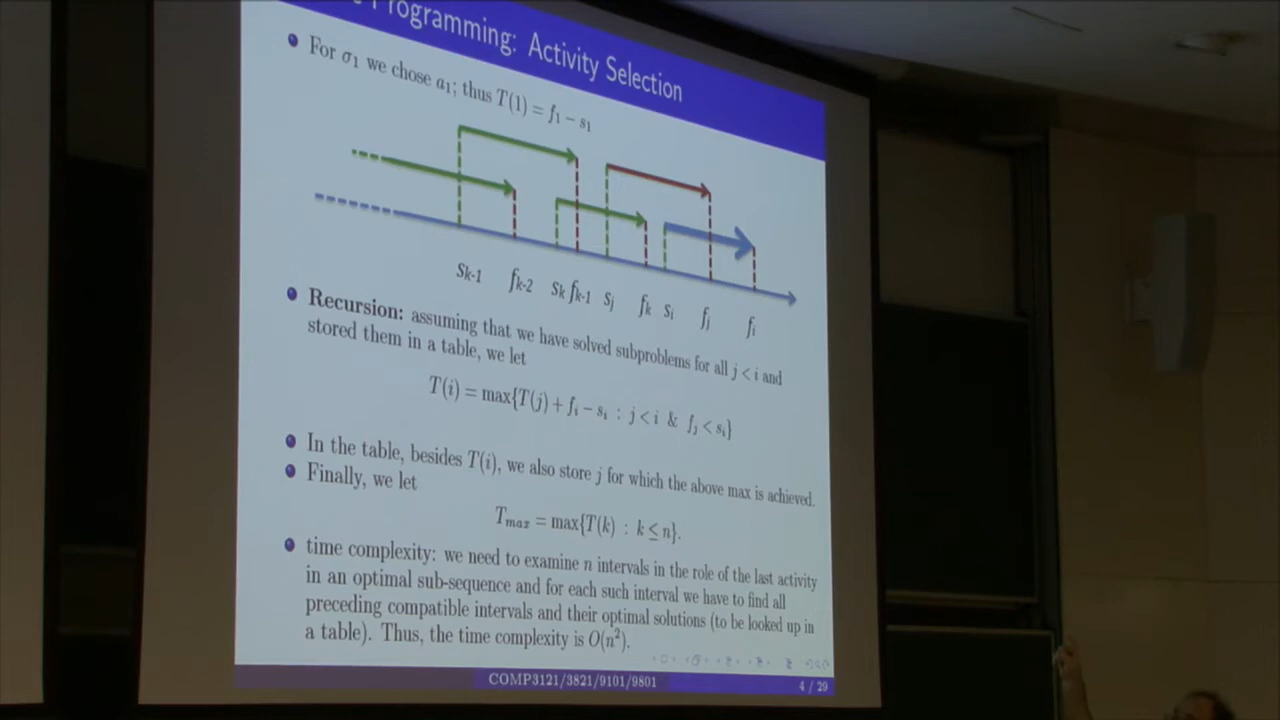 Programming: Activity Selection
For σ₁ we chose a₁; thus T(1) = f₁ − s₁
Sk-1 fk-2 Sk fk-1 Sj fk Si fj fi
Recursion: assuming that we have solved subproblems for all j < i and
stored them in a table, we let
T(i) = max{T(j) + fᵢ − sᵢ : j < i & fⱼ < sᵢ}
In the table, besides T(i), we also store j for which the above max is achieved.
Finally, we let
Tₘₐₓ = max{T(k) : k ≤ n}.
time complexity: we need to examine n intervals in the role of the last activity
in an optimal sub-sequence and for each such interval we have to find all
preceding compatible intervals and their optimal solutions (to be looked up in
a table). Thus, the time complexity is O(n²).
COMP3121/3821/9101/9801
4 / 29